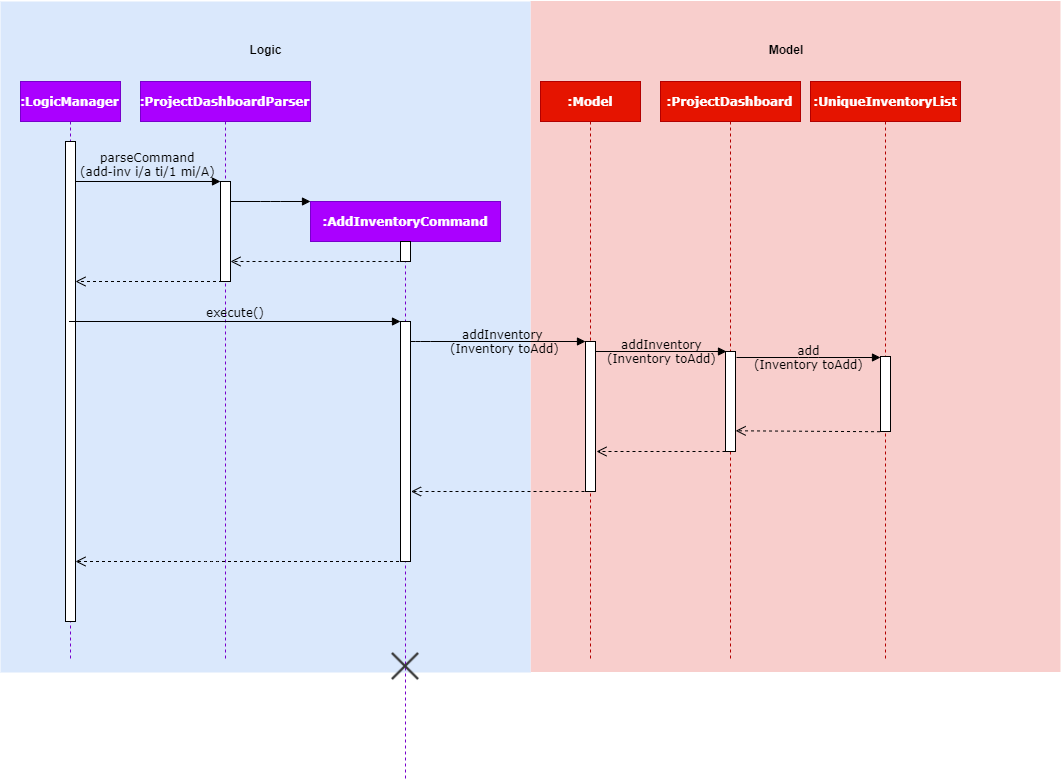 Logic
Model
:LogicManager
:ProjectDashboardParser
:Model
:ProjectDashboard
:UniqueInventoryList
parseCommand
(add-inv i/a ti/1 mi/A)
:AddInventoryCommand
execute()
addInventory
(Inventory toAdd)
addInventory
(Inventory toAdd)
add
(Inventory toAdd)